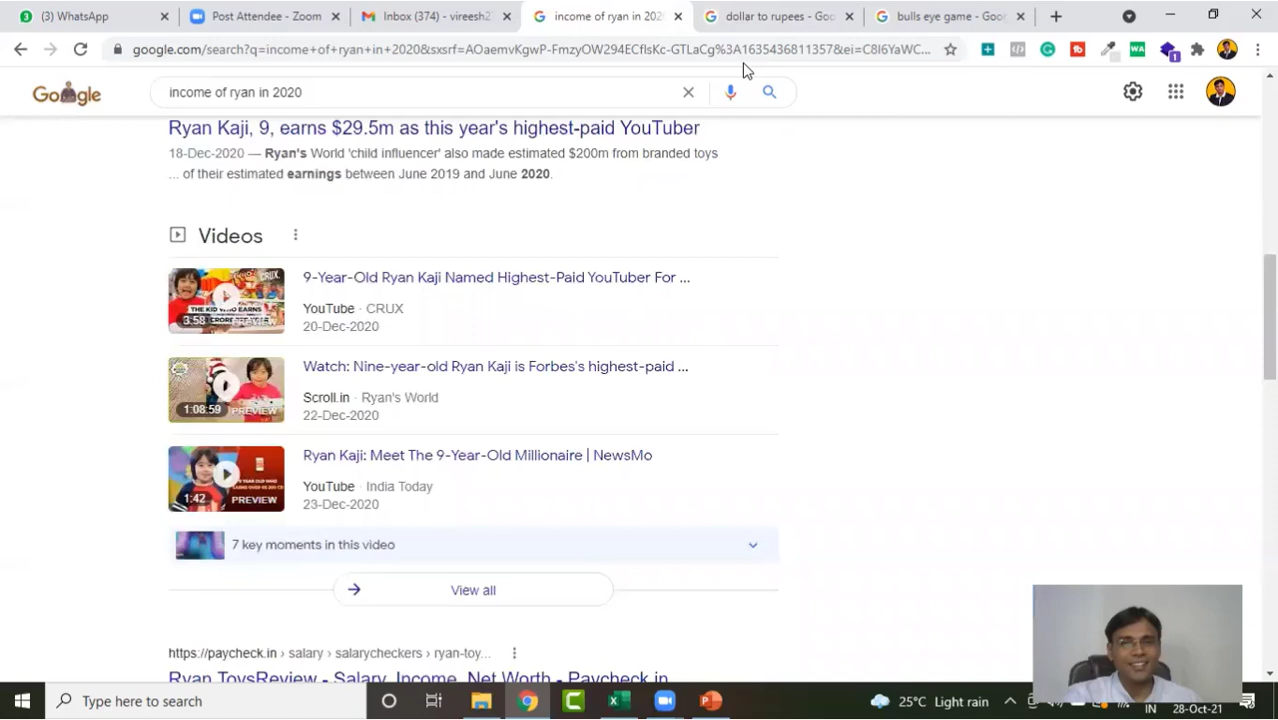 (3) WhatsApp
Post Attendee - Zoom
Inbox (374) - vireesh2
income of ryan in 202
dollar to rupees - Goo
bulls eye game - Goo
google.com/search?q=income+of+ryan+in+2020&sxsrf=AOaemvKgwP-FmzyOW294ECfIsKc-GTLaCg%3A1635436811357&ei=C8l6YaWC...
Google
income of ryan in 2020
Ryan Kaji, 9, earns $29.5m as this year's highest-paid YouTuber
18-Dec-2020 — Ryan's World 'child influencer' also made estimated $200m from branded toys
... of their estimated earnings between June 2019 and June 2020.
Videos
9-Year-Old Ryan Kaji Named Highest-Paid YouTuber For ...
YouTube · CRUX
20-Dec-2020
CRUX
THE KID WHO EARNS
3:58
PREVIEW
Watch: Nine-year-old Ryan Kaji is Forbes's highest-paid ...
Scroll.in · Ryan's World
22-Dec-2020
1:08:59
PREVIEW
Ryan Kaji: Meet The 9-Year-Old Millionaire | NewsMo
YouTube · India Today
23-Dec-2020
1:42
PREVIEW
7 key moments in this video
View all
https://paycheck.in › salary › salarycheckers › ryan-toy...
Ryan ToysReview - Salary, Income, Net Worth - Paycheck.in
Type here to search
25°C Light rain
IN
28-Oct-21